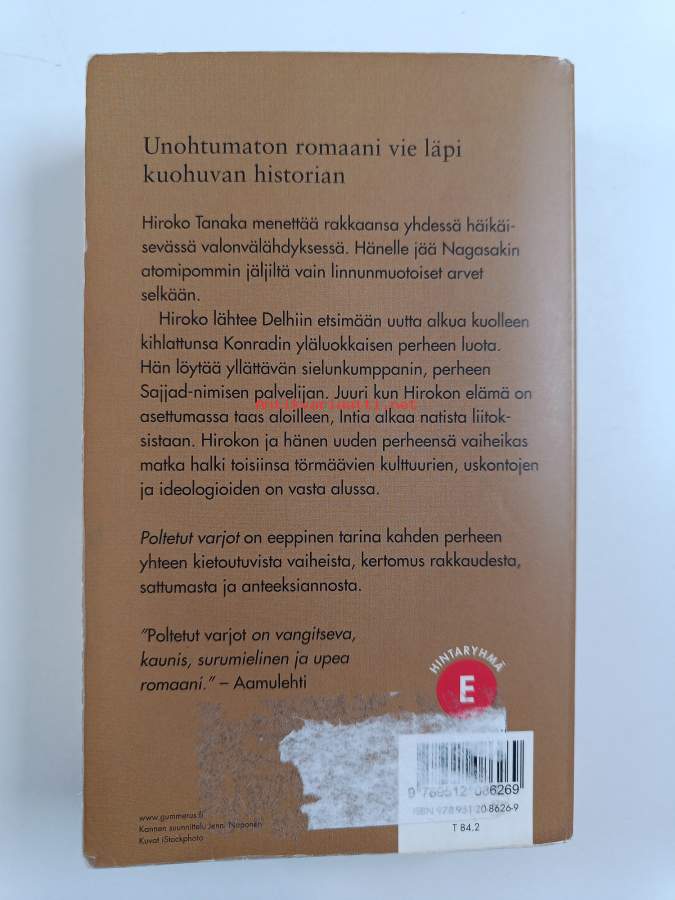 Unohtumaton romaani vie läpi
kuohuvan historian
Hiroko Tanaka menettää rakkaansa yhdessä häikäi-
sevässä valonvälähdyksessä. Hänelle jää Nagasakin
atomipommin jäljiltä vain linnunmuotoiset arvet
selkään.
Hiroko lähtee Delhiin etsimään uutta alkua kuolleen
kihlattunsa Konradin yläluokkaisen perheen luota.
Hän löytää yllättävän sielunkumppanin, perheen
Sajjad-nimisen palvelijan. Juuri kun Hirokon elämä on
Antikvariaatti.net
asettumassa taas aloilleen, Intia alkaa natista liitok-
sistaan. Hirokon ja hänen uuden perheensä vaiheikas
matka halki toisiinsa törmäävien kulttuurien, uskontojen
ja ideologioiden on vasta alussa.
Poltetut varjot on eeppinen tarina kahden perheen
yhteen kietoutuvista vaiheista, kertomus rakkaudesta,
sattumasta ja anteeksiannosta.
"Poltetut varjot on vangitseva,
kaunis, surumielinen ja upea
romaani." – Aamulehti
HINTARYHMÄ
E
9 789512 086269
ISBN 978-951-20-8626-9
T 84.2
www.gummerus.fi
Kannen suunnittelu Jenni Noponen
Kuvat iStockphoto